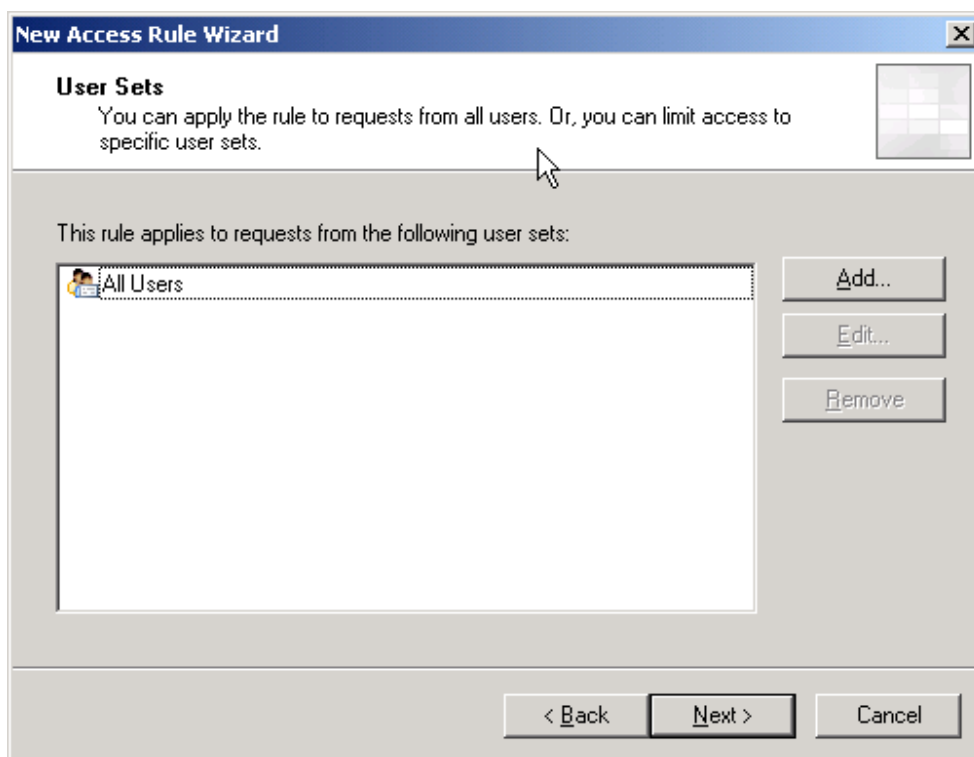 New Access Rule Wizard
User Sets
You can apply the rule to requests from all users. Or, you can limit access to
specific user sets.
This rule applies to requests from the following user sets:
All Users
Add...
Edit...
Remove
< Back
Next >
Cancel